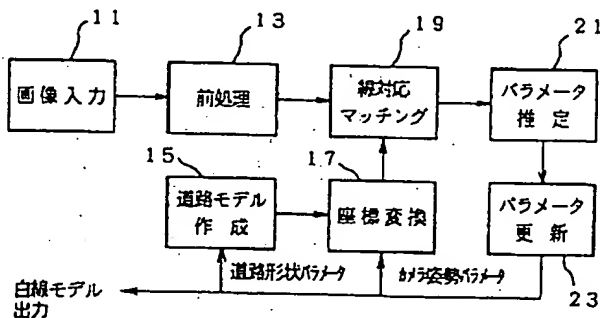 11
13
19
21
画像入力
前処理
線対応
マッチング
パラメータ
推定
15
17
道路モデル
作成
座標変換
パラメータ
更新
23
道路形状パラメータ
カメラ姿勢パラメータ
白線モデル
出力